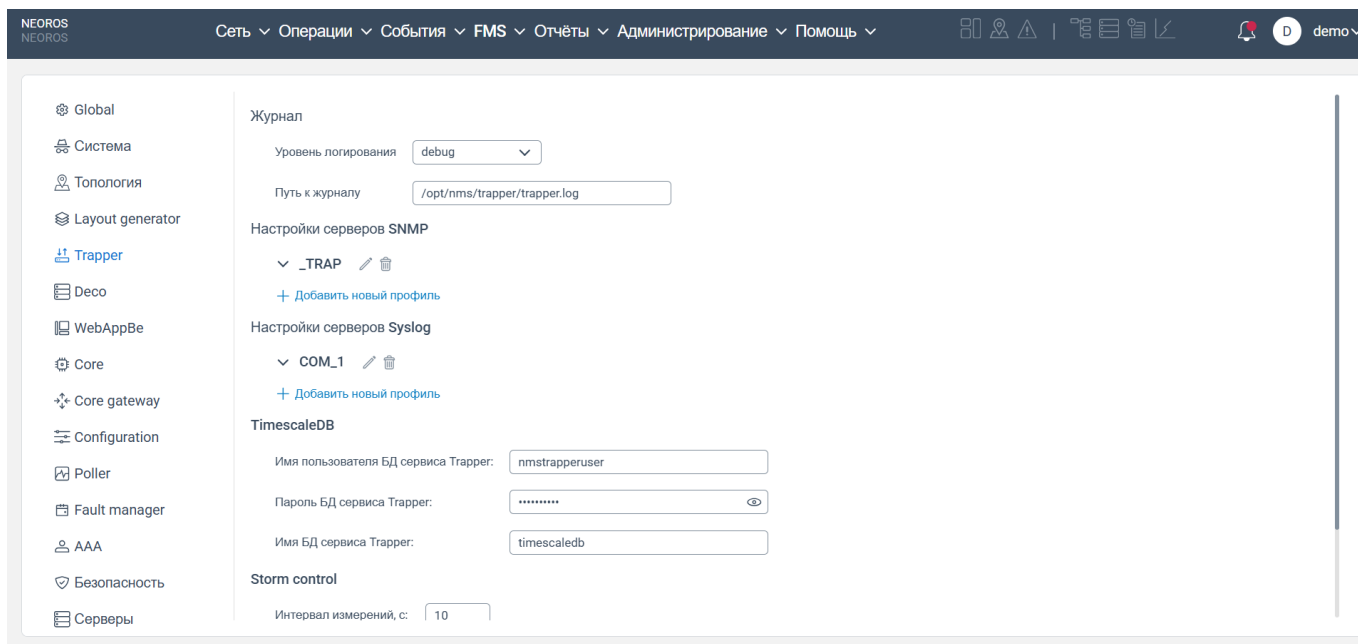 NEOROS
NEOROS
Сеть Операции События FMS Отчёты Администрирование Помощь
D demo
Global
Система
Топология
Layout generator
Trapper
Deco
WebAppBe
Core
Core gateway
Configuration
Poller
Fault manager
AAA
Безопасность
Серверы
Журнал
Уровень логирования debug
Путь к журналу /opt/nms/trapper/trapper.log
Настройки серверов SNMP
_TRAP
+ Добавить новый профиль
Настройки серверов Syslog
COM_1
+ Добавить новый профиль
TimescaleDB
Имя пользователя БД сервиса Trapper: nmstrapperuser
Пароль БД сервиса Trapper: ••••••••••
Имя БД сервиса Trapper: timescaledb
Storm control
Интервал измерений, с: 10